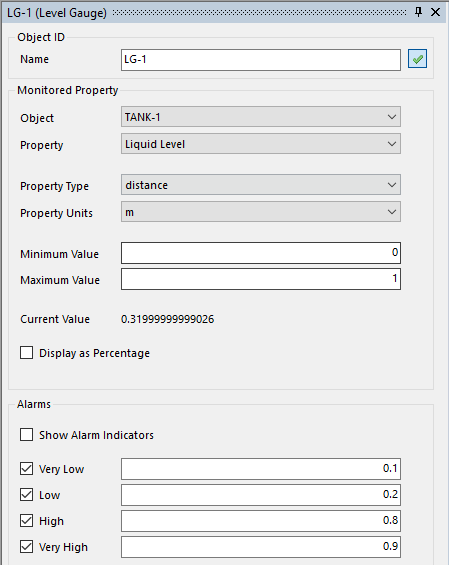 LG-1 (Level Gauge)
Object ID
Name LG-1
Monitored Property
Object TANK-1
Property Liquid Level
Property Type distance
Property Units m
Minimum Value 0
Maximum Value 1
Current Value 0.31999999999026
Display as Percentage
Alarms
Show Alarm Indicators
Very Low 0.1
Low 0.2
High 0.8
Very High 0.9